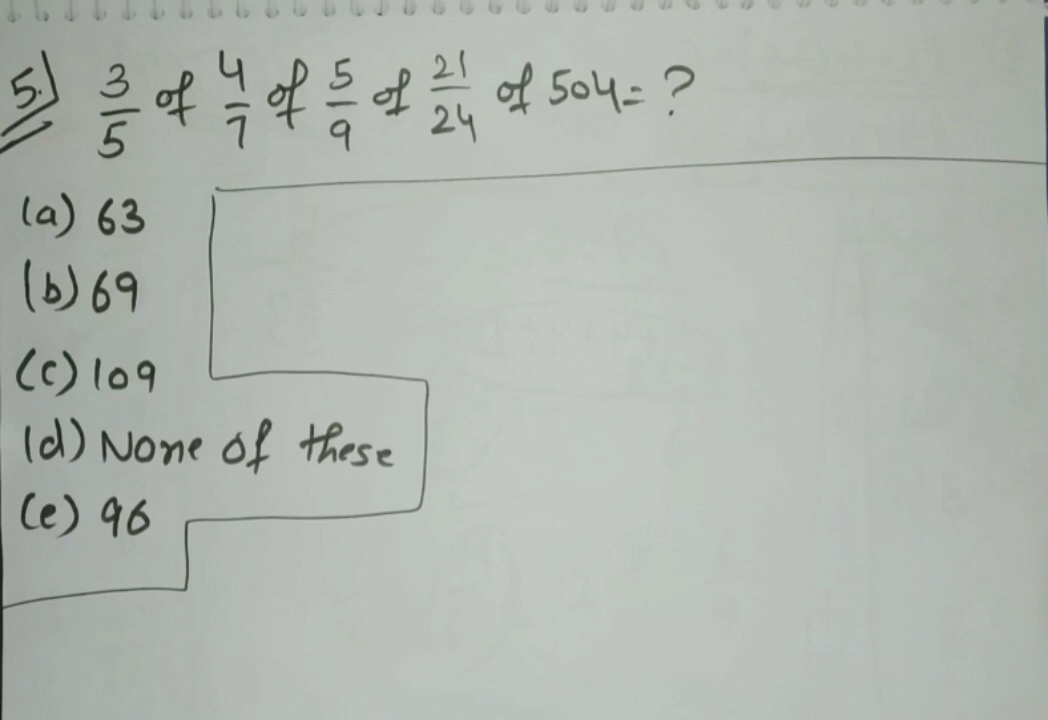 5.) 3/5 of 4/7 of 5/9 of 21/24 of 504 = ?
(a) 63
(b) 69
(c) 109
(d) None of these
(e) 96